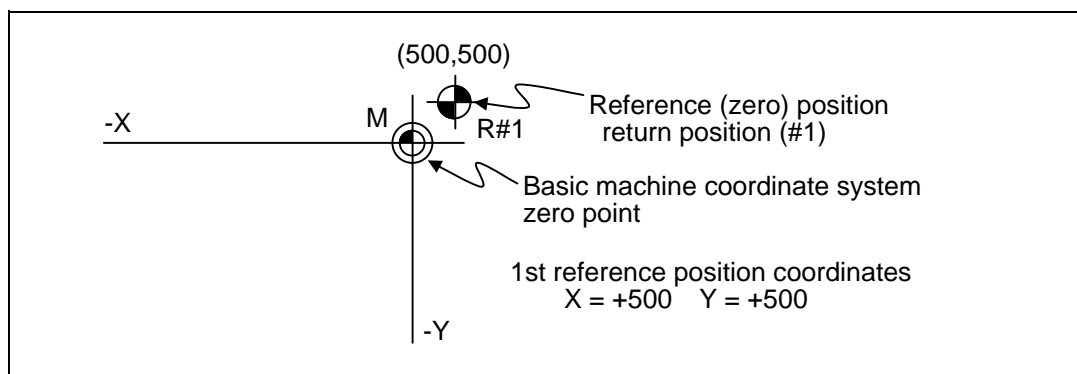 (500,500)
Reference (zero) position
return position (#1)
-X
M
R#1
Basic machine coordinate system
zero point
1st reference position coordinates
X = +500 Y = +500
-Y